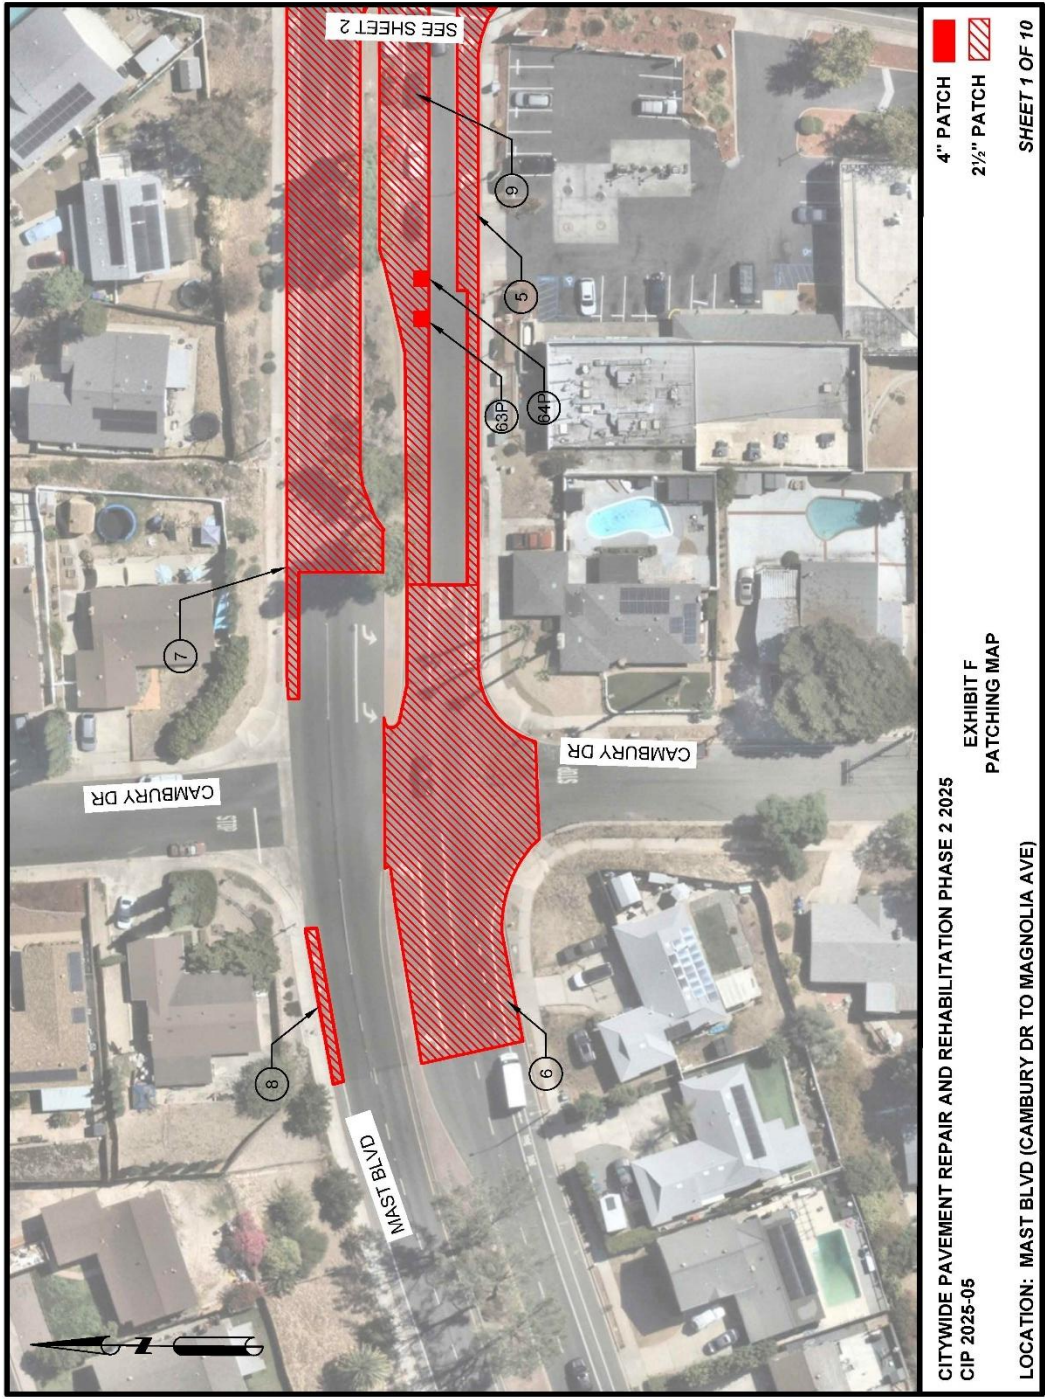 SEE SHEET 2
9
5
63P
64P
7
CAMBURY DR
CAMBURY DR
STOP
STOP
8
6
MAST BLVD
N
CITYWIDE PAVEMENT REPAIR AND REHABILITATION PHASE 2 2025
CIP 2025-05
EXHIBIT F
PATCHING MAP
LOCATION: MAST BLVD (CAMBURY DR TO MAGNOLIA AVE)
4" PATCH
2½" PATCH
SHEET 1 OF 10